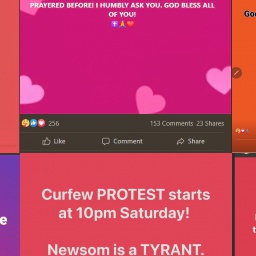 PRAYERED BEFORE! I HUMBLY ASK YOU. GOD BLESS ALL
OF YOU!
256
153 Comments 23 Shares
Like
Comment
Share
Curfew PROTEST starts
at 10pm Saturday!
Newsom is a TYRANT.